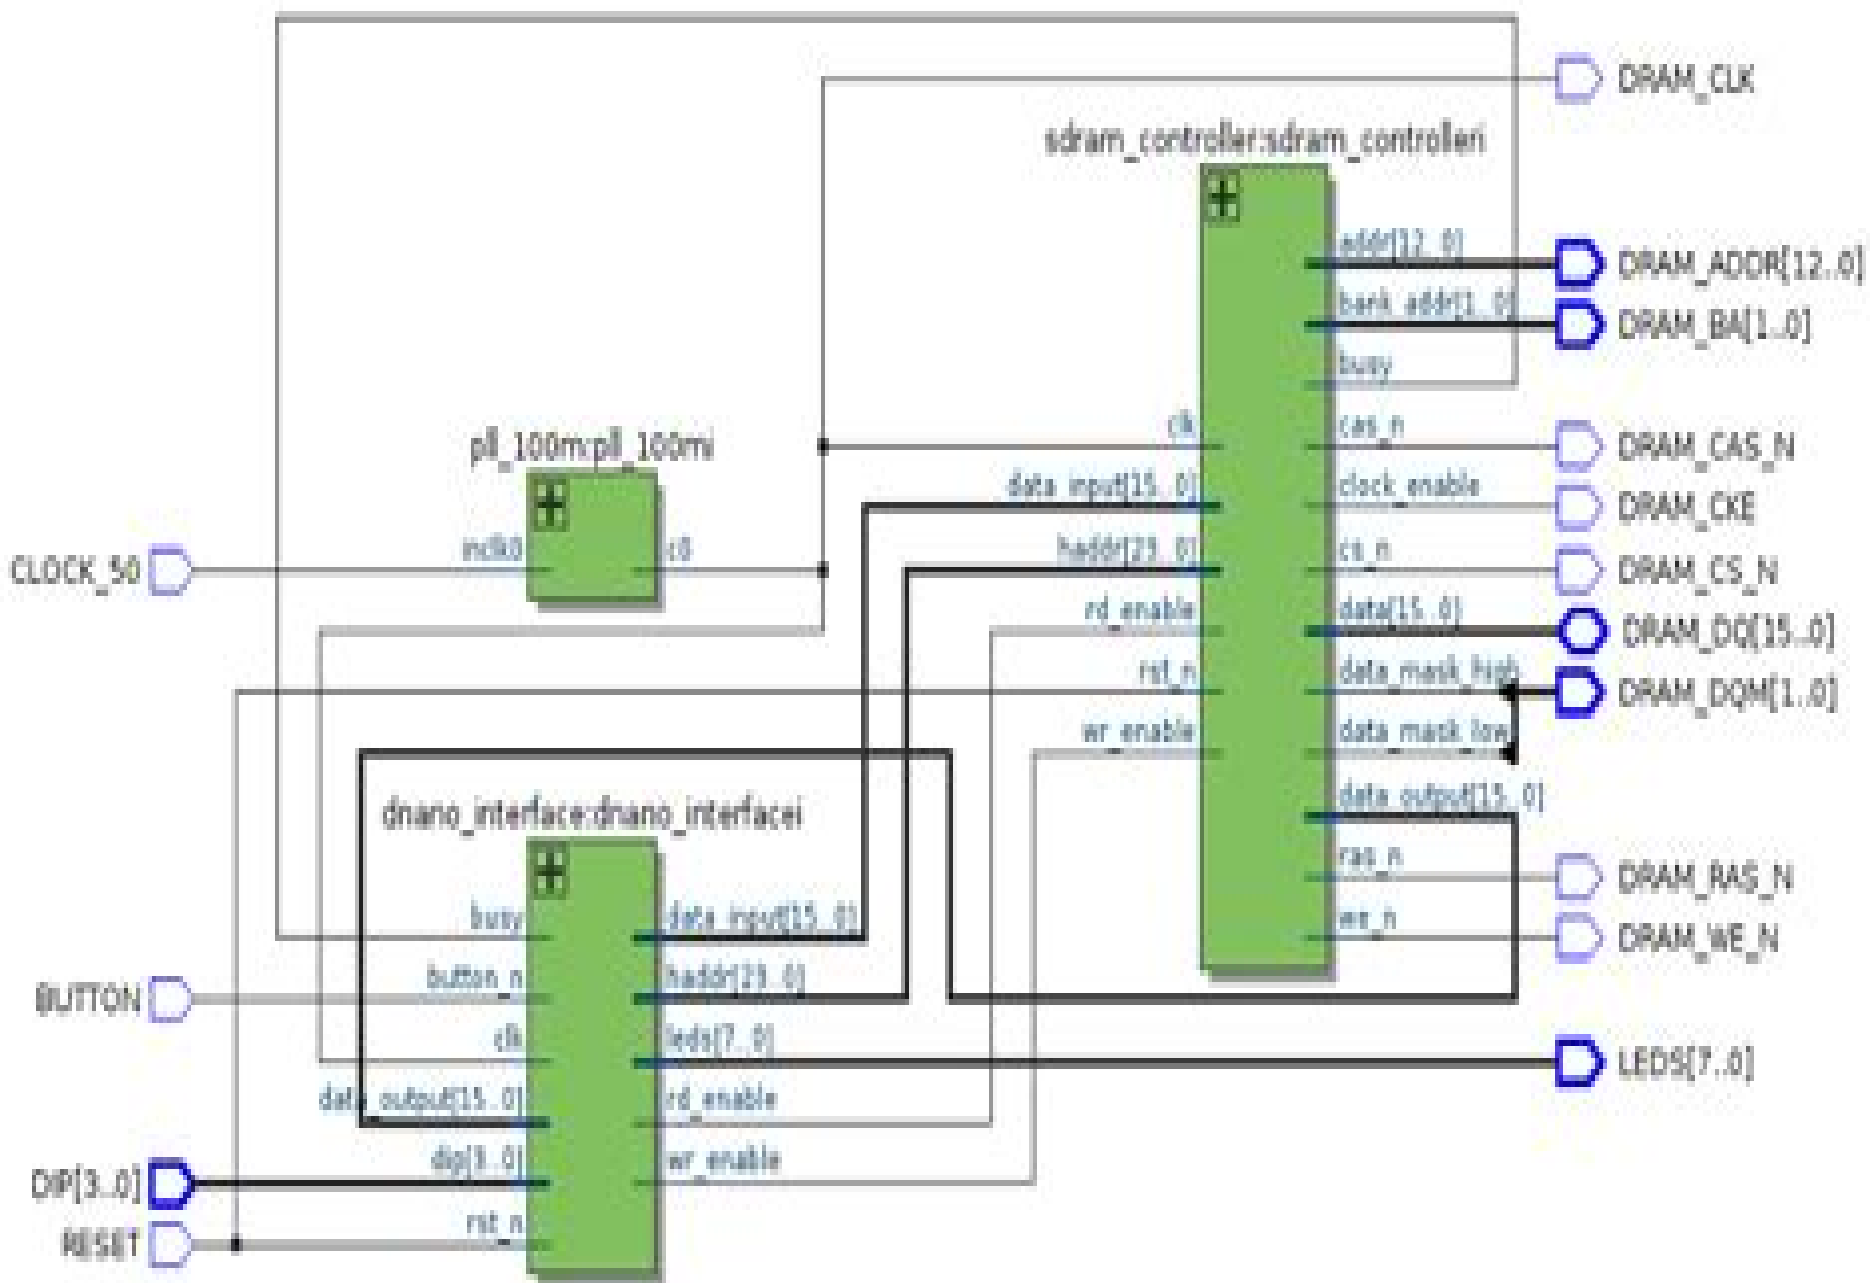 DRAM_CLK
sdram_controller:sdram_controlleri
addr[12..0]
DRAM_ADDR[12..0]
bank_addr[1..0]
DRAM_BA[1..0]
busy
clk
cas_n
DRAM_CAS_N
pll_100m:pll_100mi
data_input[15..0]
clock_enable
DRAM_CKE
CLOCK_50
inclk0
c0
haddr[23..0]
cs_n
DRAM_CS_N
rd_enable
data[15..0]
DRAM_DQ[15..0]
rst_n
data_mask_high
DRAM_DQM[1..0]
wr_enable
data_mask_low
data_output[15..0]
dnano_interface:dnano_interfacei
ras_n
DRAM_RAS_N
busy
data_input[15..0]
we_n
DRAM_WE_N
BUTTON
button_n
haddr[23..0]
clk
leds[7..0]
LEDS[7..0]
data_output[15..0]
rd_enable
DIP[3..0]
dip[3..0]
wr_enable
RESET
rst_n